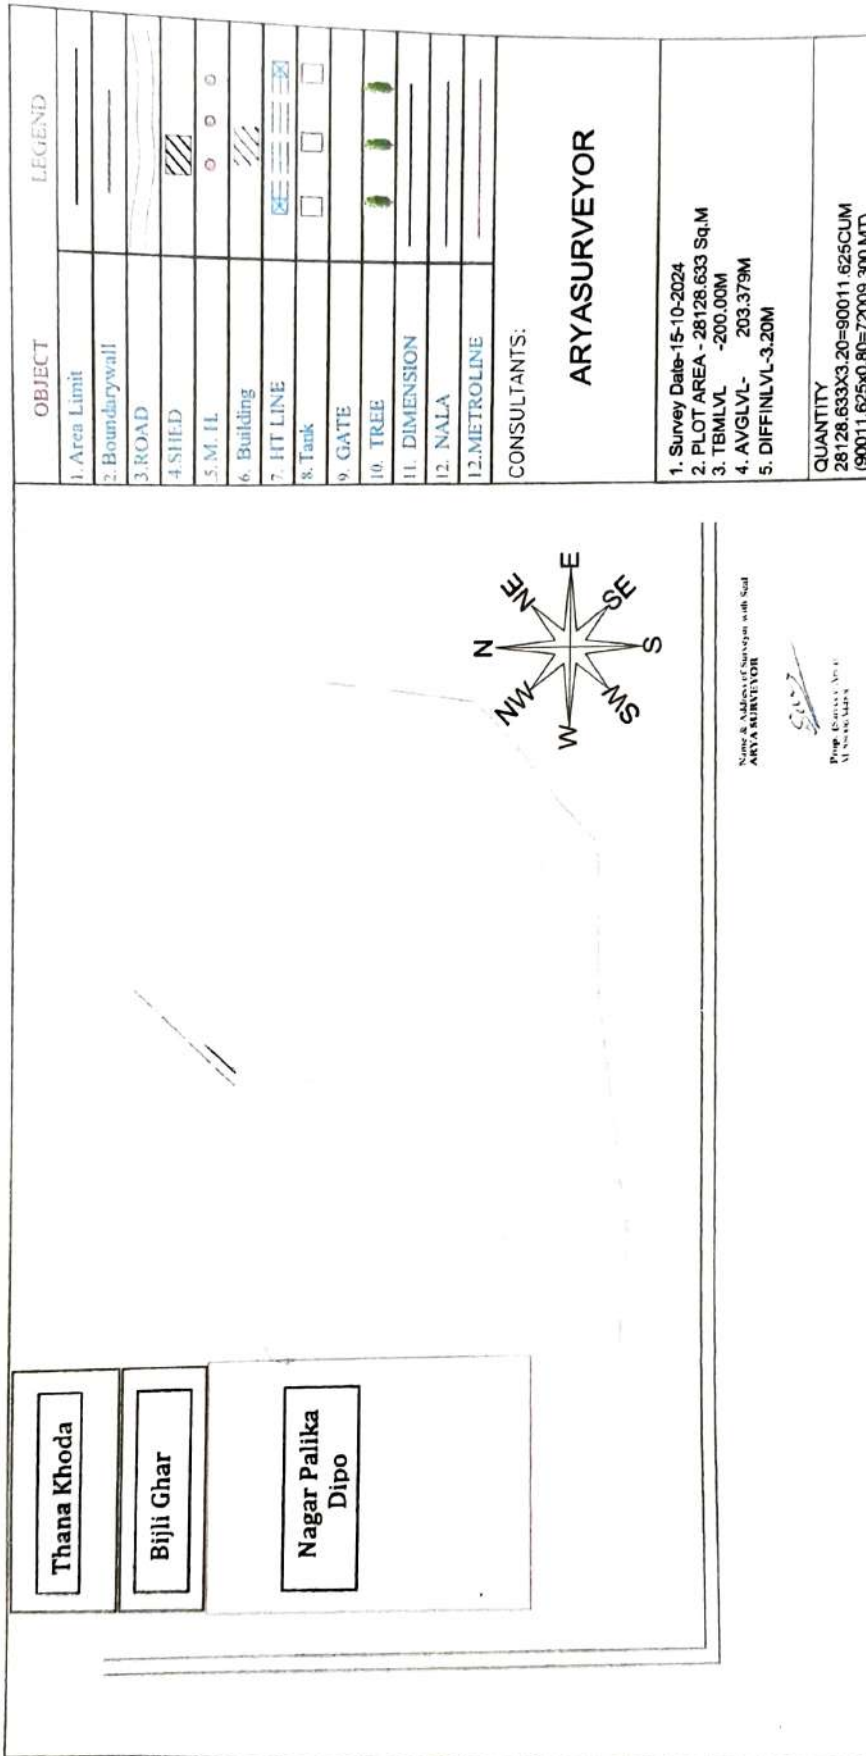 Thana Khoda
Bijli Ghar
Nagar Palika
Dipo
N
NE
E
SE
S
SW
W
NW
OBJECT
LEGEND
1. Area Limit
2. Boundarywall
3.ROAD
4.SHED
5. M. H.
6. Building
7. HT LINE
8. Tank
9. GATE
10. TREE
11. DIMENSION
12. NALA
12.METROLINE
CONSULTANTS:
ARYASURVEYOR
1. Survey Date-15-10-2024
2. PLOT AREA - 28128.633 Sq.M
3. TBMLVL -200.00M
4. AVGLVL- 203.379M
5. DIFFINLVL-3.20M
QUANTITY
28128.633X3.20=90011.625CUM
(90011.625x0.80=72009.300 MT)
Name & Address of Surveyor with Seal
ARYA SURVEYOR
Prop.